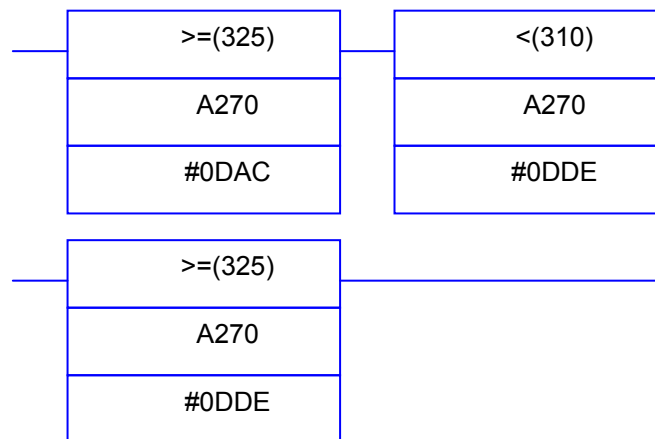 >=(325) <(310)
A270 A270
#0DAC #0DDE
>=(325)
A270
#0DDE